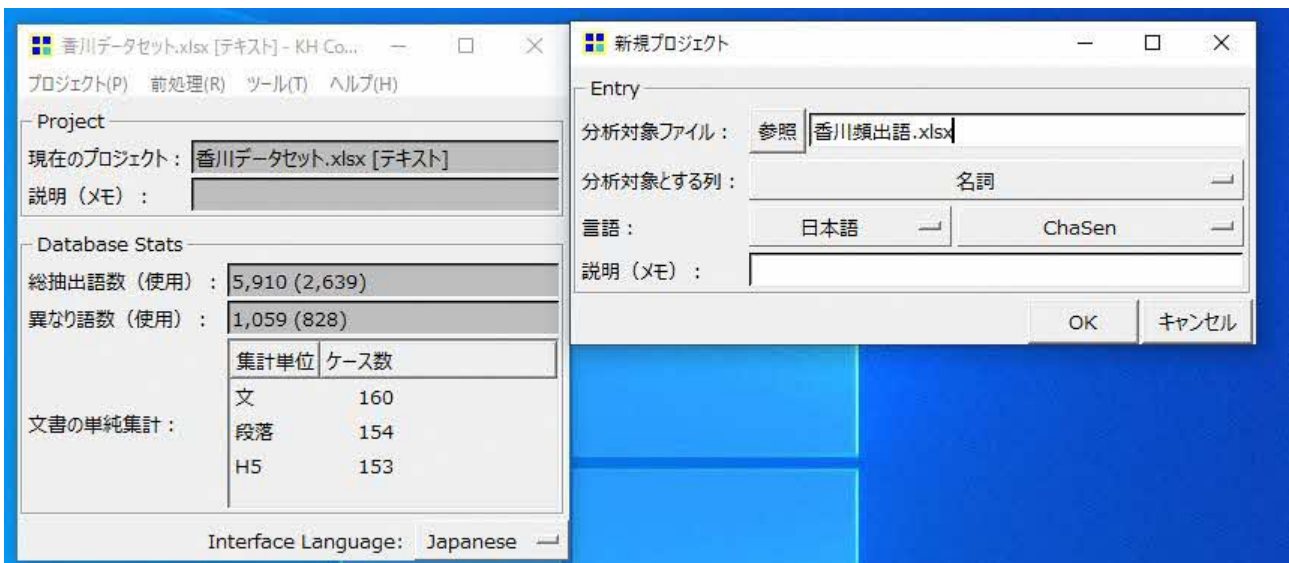 香川データセット.xlsx [テキスト] - KH Co...
プロジェクト(P) 前処理(R) ツール(T) ヘルプ(H)
Project
現在のプロジェクト： 香川データセット.xlsx [テキスト]
説明（メモ）：
Database Stats
総抽出語数（使用）： 5,910 (2,639)
異なり語数（使用）： 1,059 (828)
文書の単純集計：
集計単位 ケース数
文 160
段落 154
H5 153
Interface Language: Japanese
新規プロジェクト
Entry
分析対象ファイル： 参照 香川頻出語.xlsx
分析対象とする列： 名詞
言語： 日本語 ChaSen
説明（メモ）：
OK キャンセル